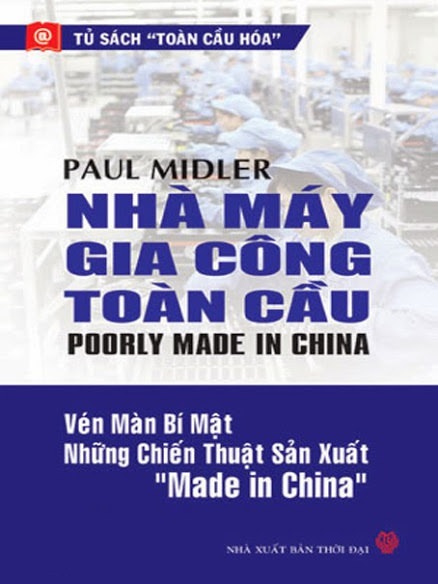 @
TỦ SÁCH "TOÀN CẦU HÓA"
PAUL MIDLER
NHÀ MÁY
GIA CÔNG
TOÀN CẦU
POORLY MADE IN CHINA
Vén Màn Bí Mật
Những Chiến Thuật Sản Xuất
"Made in China"
NHÀ XUẤT BẢN THỜI ĐẠI